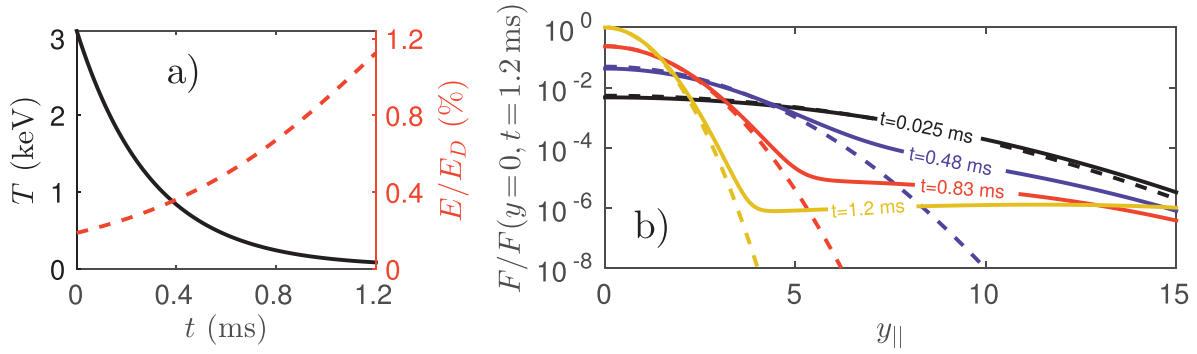 a)
3
2
1
0
T (keV)
0
0.4
0.8
1.2
t (ms)
1.2
0.8
0.4
0
E/E_D (%)
b)
10^0
10^-2
10^-4
10^-6
10^-8
F/F(y=0, t=1.2 ms)
t=0.025 ms
t=0.48 ms
t=0.83 ms
t=1.2 ms
0
5
10
15
y_||